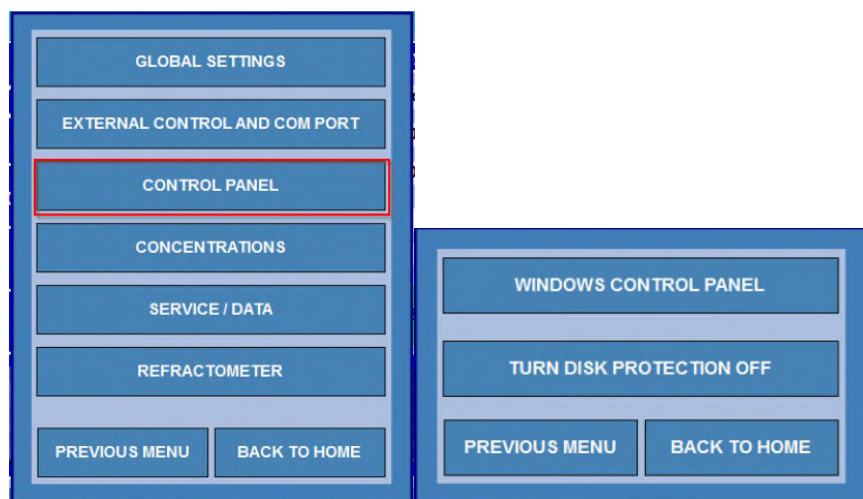 GLOBAL SETTINGS
EXTERNAL CONTROL AND COM PORT
CONTROL PANEL
CONCENTRATIONS
SERVICE / DATA
REFRACTOMETER
PREVIOUS MENU
BACK TO HOME
WINDOWS CONTROL PANEL
TURN DISK PROTECTION OFF
PREVIOUS MENU
BACK TO HOME